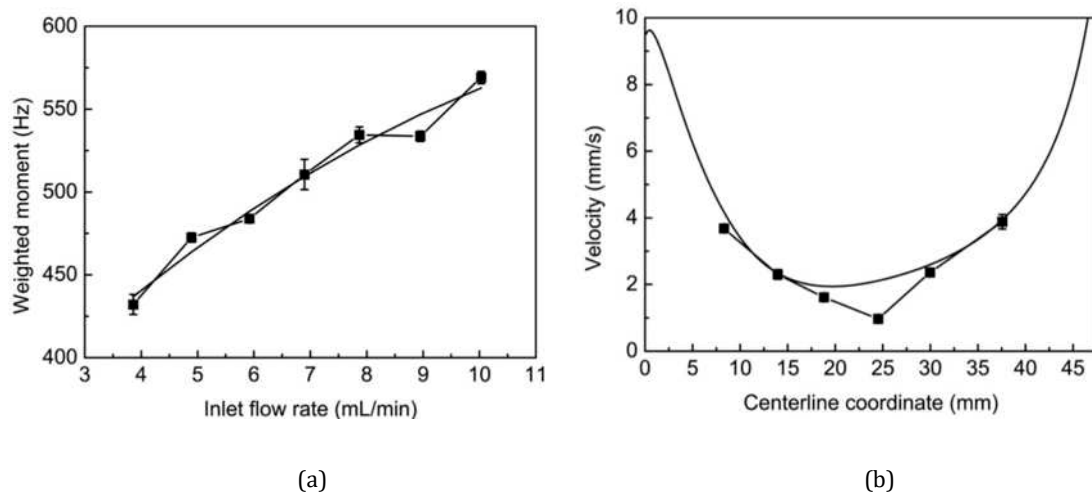 600
550
500
450
400
Weighted moment (Hz)
3 4 5 6 7 8 9 10 11
Inlet flow rate (mL/min)
(a)
10
8
6
4
2
0
Velocity (mm/s)
0 5 10 15 20 25 30 35 40 45
Centerline coordinate (mm)
(b)